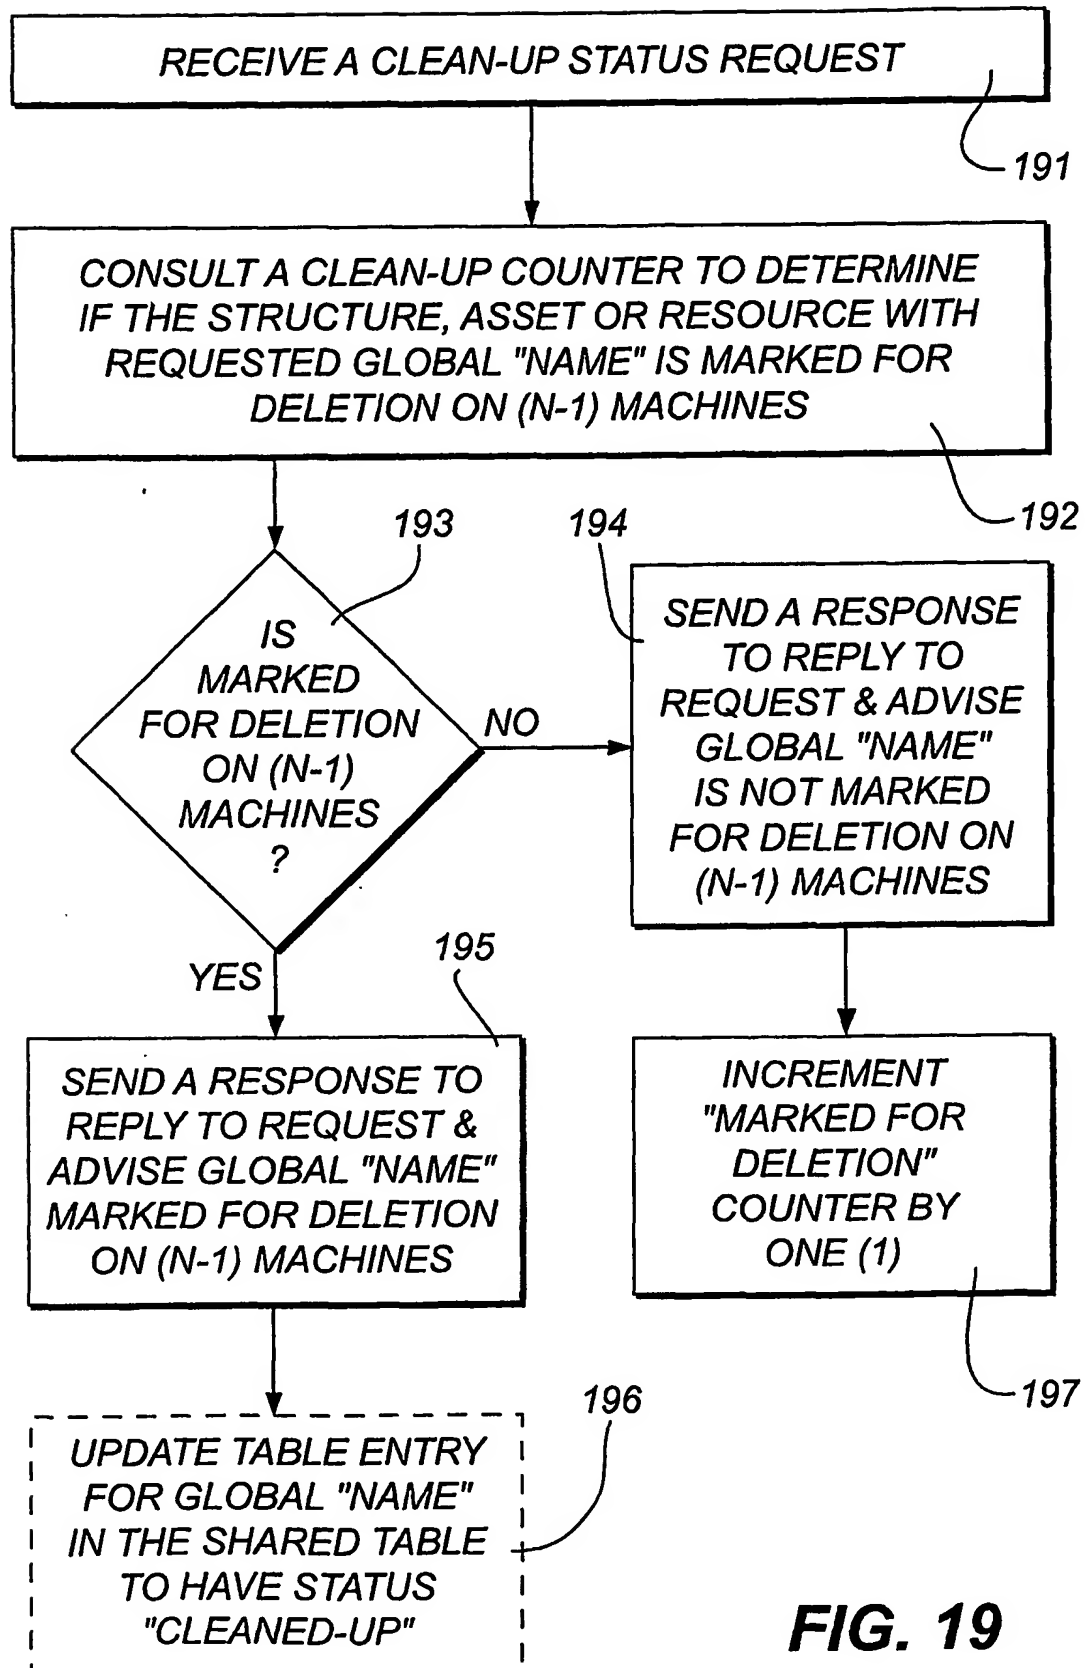 RECEIVE A CLEAN-UP STATUS REQUEST
191
CONSULT A CLEAN-UP COUNTER TO DETERMINE
IF THE STRUCTURE, ASSET OR RESOURCE WITH
REQUESTED GLOBAL "NAME" IS MARKED FOR
DELETION ON (N-1) MACHINES
192
193
IS
MARKED
FOR DELETION
ON (N-1)
MACHINES
?
NO
YES
194
SEND A RESPONSE
TO REPLY TO
REQUEST & ADVISE
GLOBAL "NAME"
IS NOT MARKED
FOR DELETION ON
(N-1) MACHINES
195
SEND A RESPONSE TO
REPLY TO REQUEST &
ADVISE GLOBAL "NAME"
MARKED FOR DELETION
ON (N-1) MACHINES
INCREMENT
"MARKED FOR
DELETION"
COUNTER BY
ONE (1)
197
196
UPDATE TABLE ENTRY
FOR GLOBAL "NAME"
IN THE SHARED TABLE
TO HAVE STATUS
"CLEANED-UP"
FIG. 19